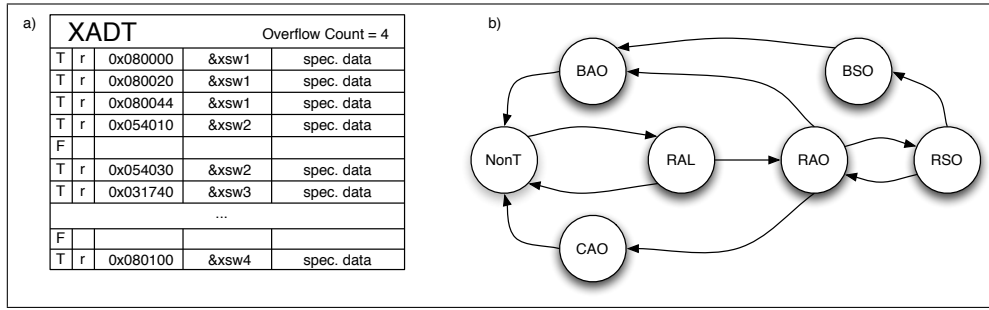 a)
XADT Overflow Count = 4
T r 0x080000 &xsw1 spec. data
T r 0x080020 &xsw1 spec. data
T r 0x080044 &xsw1 spec. data
T r 0x054010 &xsw2 spec. data
F
T r 0x054030 &xsw2 spec. data
T r 0x031740 &xsw3 spec. data
...
F
T r 0x080100 &xsw4 spec. data
b)
BAO BSO
NonT RAL RAO RSO
CAO